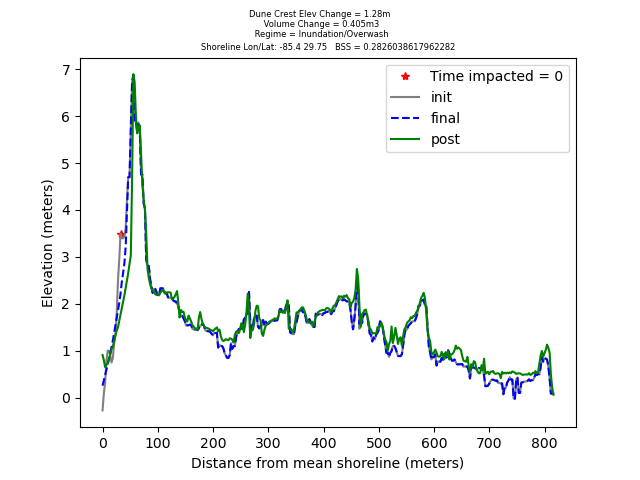 Dune Crest Elev Change = 1.28m
Volume Change = 0.405m3
Regime = Inundation/Overwash
Shoreline Lon/Lat: -85.4 29.75 BSS = 0.2826038617962282
Time impacted = 0
init
final
post
7
6
5
4
3
2
1
0
Elevation (meters)
0 100 200 300 400 500 600 700 800
Distance from mean shoreline (meters)